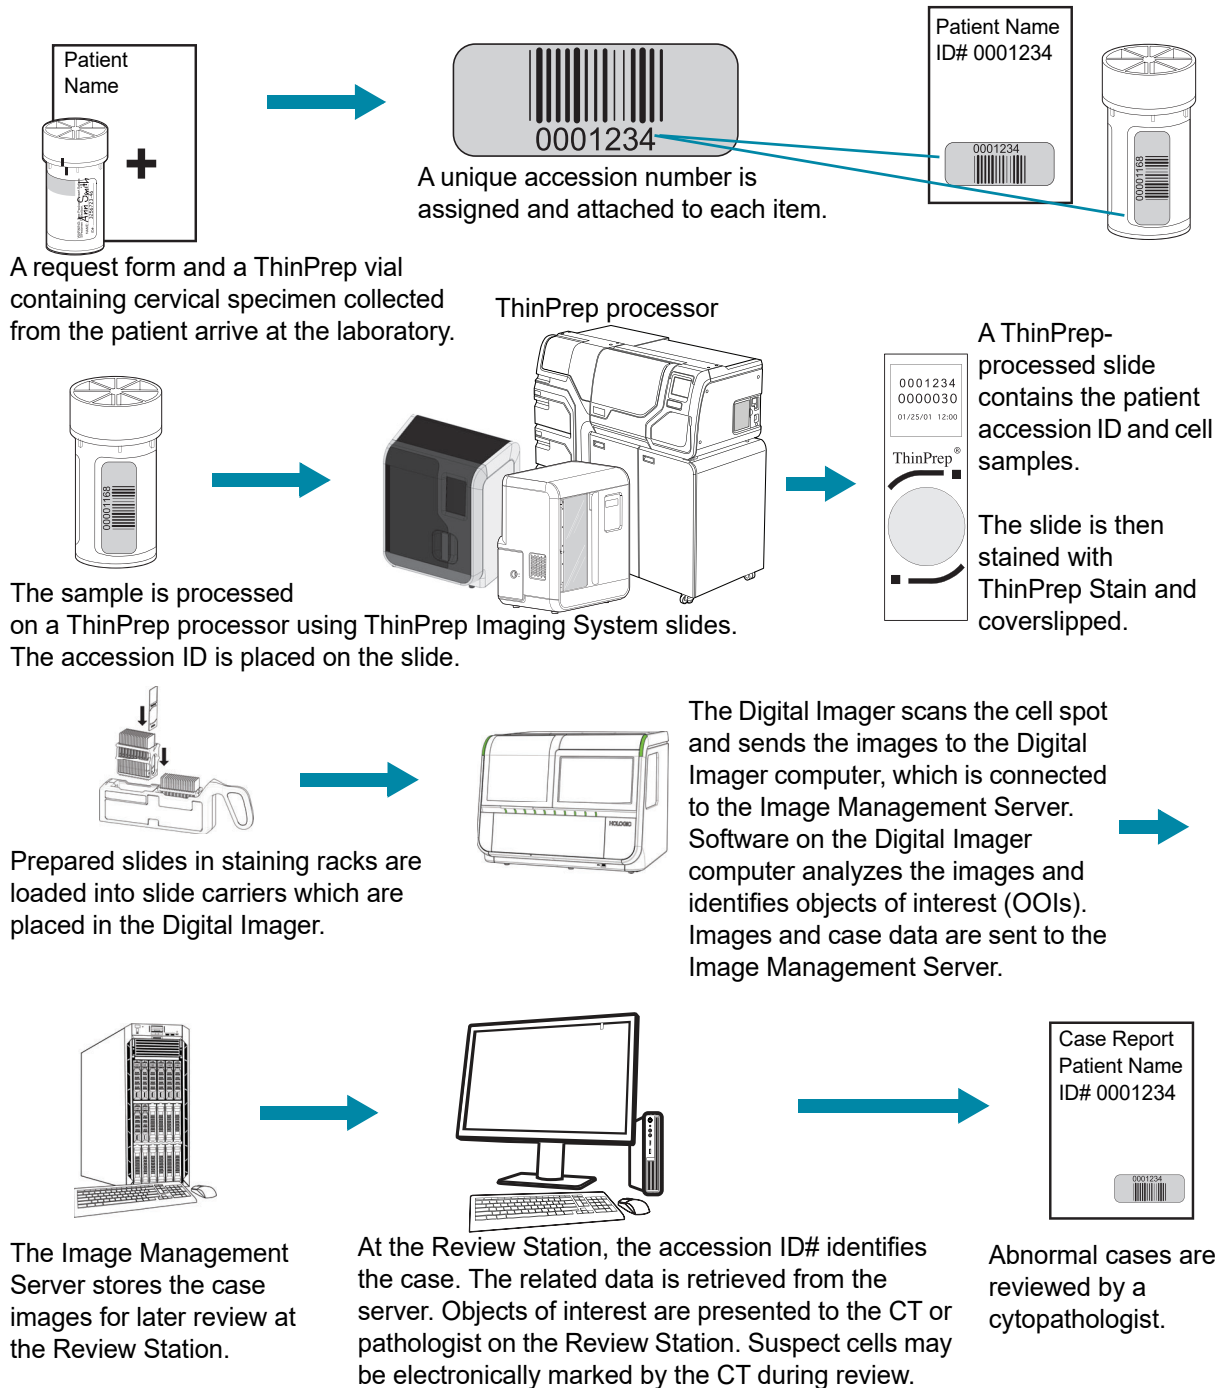 Patient
Name
0001234
Patient Name
ID# 0001234
0001234
00001168
Ann Smith
A unique accession number is
assigned and attached to each item.
A request form and a ThinPrep vial
containing cervical specimen collected
from the patient arrive at the laboratory.
ThinPrep processor
00001168
0001234
0000030
01/25/01 12:00
ThinPrep®
A ThinPrep-
processed slide
contains the patient
accession ID and cell
samples.
The slide is then
stained with
ThinPrep Stain and
coverslipped.
The sample is processed
on a ThinPrep processor using ThinPrep Imaging System slides.
The accession ID is placed on the slide.
HOLOGIC
Prepared slides in staining racks are
loaded into slide carriers which are
placed in the Digital Imager.
The Digital Imager scans the cell spot
and sends the images to the Digital
Imager computer, which is connected
to the Image Management Server.
Software on the Digital Imager
computer analyzes the images and
identifies objects of interest (OOIs).
Images and case data are sent to the
Image Management Server.
The Image Management
Server stores the case
images for later review at
the Review Station.
At the Review Station, the accession ID# identifies
the case. The related data is retrieved from the
server. Objects of interest are presented to the CT or
pathologist on the Review Station. Suspect cells may
be electronically marked by the CT during review.
Case Report
Patient Name
ID# 0001234
0001234
Abnormal cases are
reviewed by a
cytopathologist.